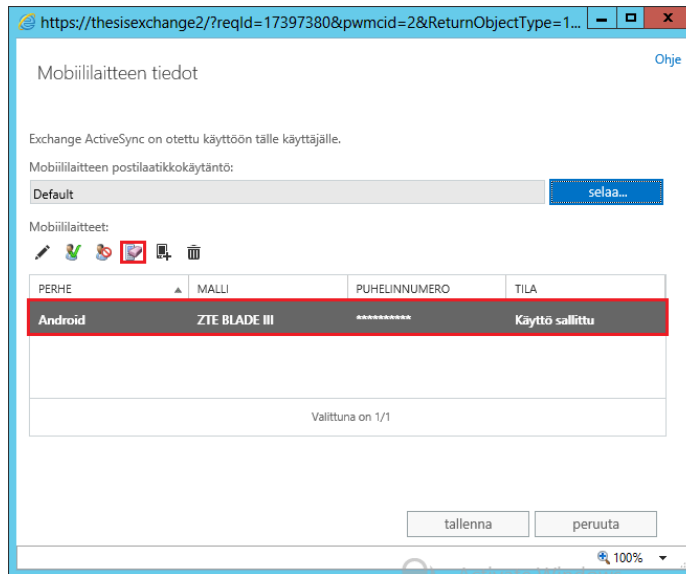 https://thesisexchange2/?reqId=17397380&pwmcid=2&ReturnObjectType=1...
Ohje
Mobiililaitteen tiedot
Exchange ActiveSync on otettu käyttöön tälle käyttäjälle.
Mobiililaitteen postilaatikkokäytäntö:
Default selaa...
Mobiililaitteet:
PERHE MALLI PUHELINNUMERO TILA
Android ZTE BLADE III ********** Käyttö sallittu
Valittuna on 1/1
tallenna peruuta
100%